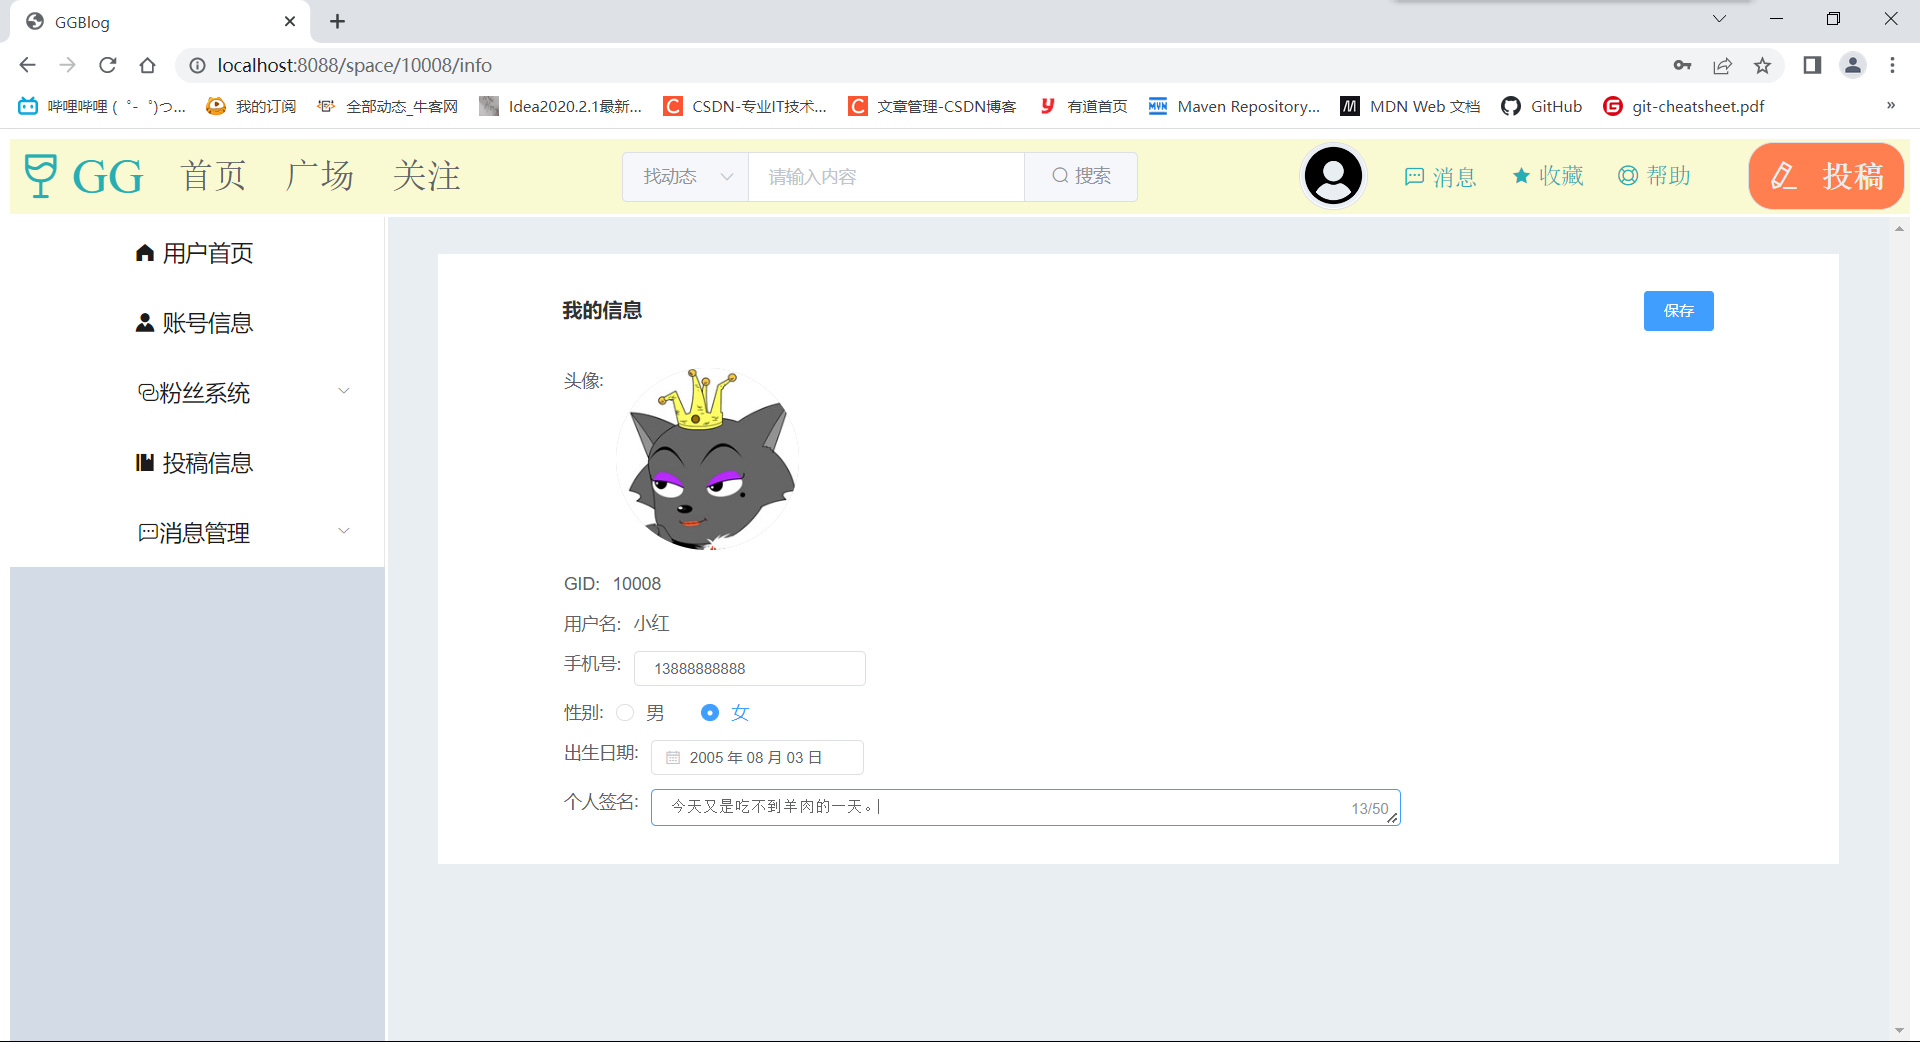 GGBlog
localhost:8088/space/10008/info
哔哩哔哩 (゜-゜)つ... 我的订阅 全部动态_牛客网 Idea2020.2.1最新... CSDN-专业IT技术... 文章管理-CSDN博客 有道首页 Maven Repository... MDN Web 文档 GitHub git-cheatsheet.pdf »
GG 首页 广场 关注 找动态 请输入内容 搜索 消息 收藏 帮助 投稿
用户首页
账号信息
粉丝系统
投稿信息
消息管理
我的信息 保存
头像:
GID: 10008
用户名: 小红
手机号: 13888888888
性别: 男 女
出生日期: 2005 年 08 月 03 日
个人签名: 今天又是吃不到羊肉的一天。 13/50